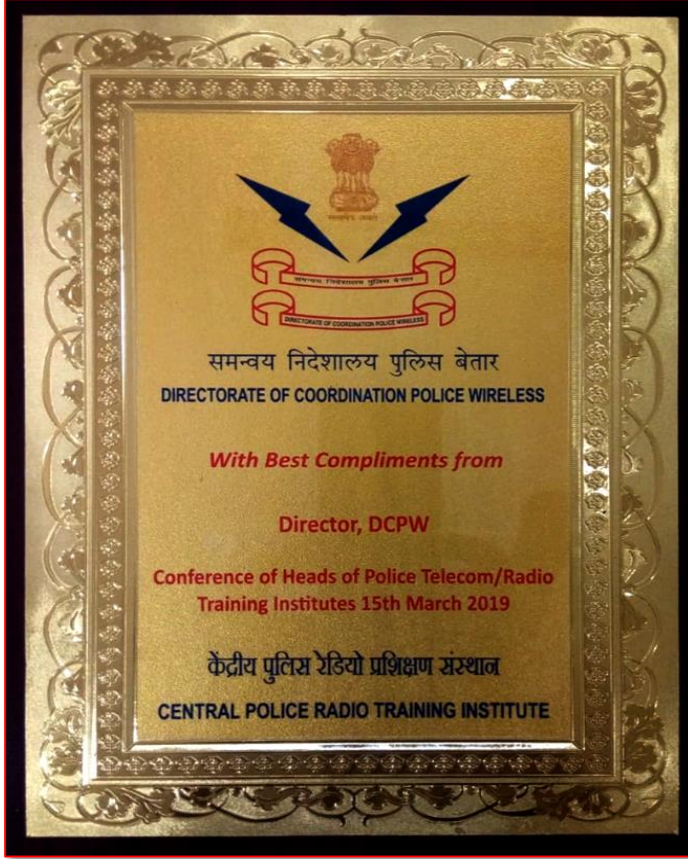 सत्यमेव जयते
समन्वय निदेशालय पुलिस बेतार
DIRECTORATE OF COORDINATION POLICE WIRELESS
समन्वय निदेशालय पुलिस बेतार
DIRECTORATE OF COORDINATION POLICE WIRELESS
With Best Compliments from
Director, DCPW
Conference of Heads of Police Telecom/Radio
Training Institutes 15th March 2019
केंद्रीय पुलिस रेडियो प्रशिक्षण संस्थान
CENTRAL POLICE RADIO TRAINING INSTITUTE